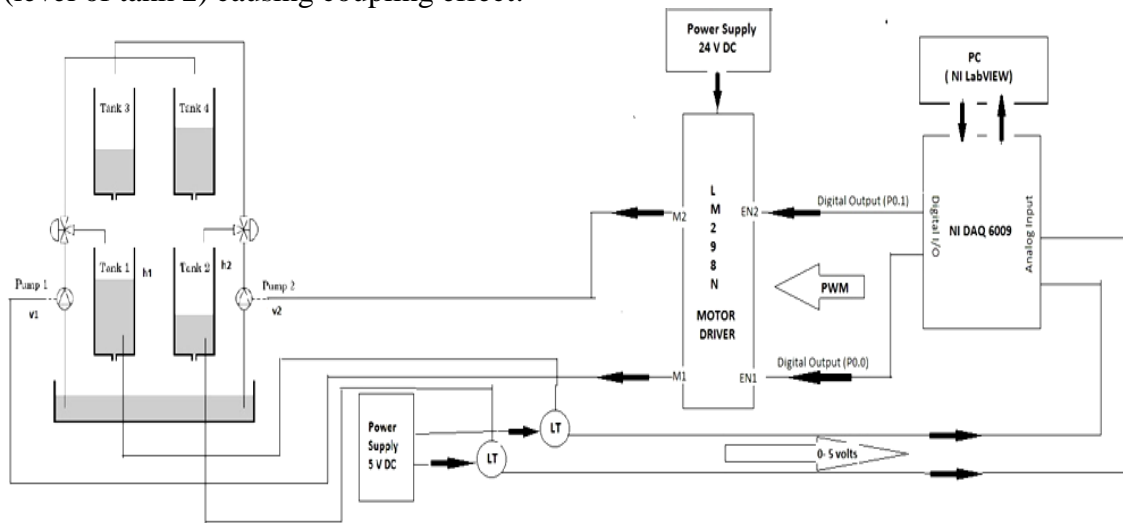 (level of tank 2) causing coupling effect.
Power Supply
24 V DC
PC
( NI LabVIEW)
Tank 3
Tank 4
LM298N
MOTOR
DRIVER
M2
EN2
Digital Output (P0.1)
Digital I/O
NI DAQ 6009
Analog Input
Tank 1
h1
Tank 2
h2
Pump 1
v1
Pump 2
v2
PWM
Digital Output (P0.0)
M1
EN1
Power
Supply
5 V DC
LT
LT
0- 5 volts